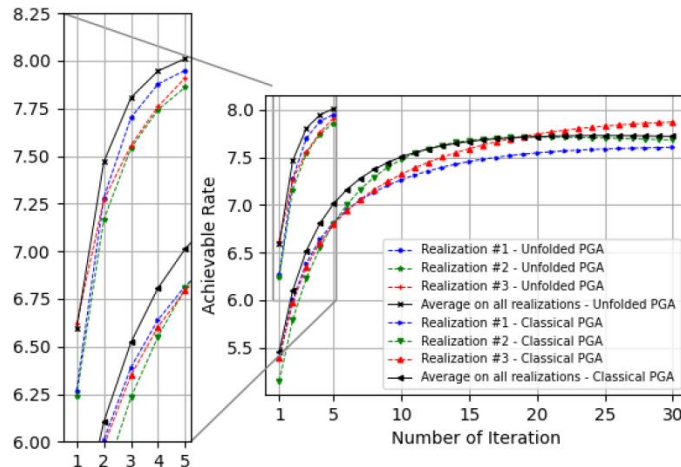 8.25
8.00
7.75
7.50
7.25
7.00
6.75
6.50
6.25
6.00
1 2 3 4 5
Achievable Rate
8.0
7.5
7.0
6.5
6.0
5.5
1 5 10 15 20 25 30
Number of Iteration
Realization #1 - Unfolded PGA
Realization #2 - Unfolded PGA
Realization #3 - Unfolded PGA
Average on all realizations - Unfolded PGA
Realization #1 - Classical PGA
Realization #2 - Classical PGA
Realization #3 - Classical PGA
Average on all realizations - Classical PGA